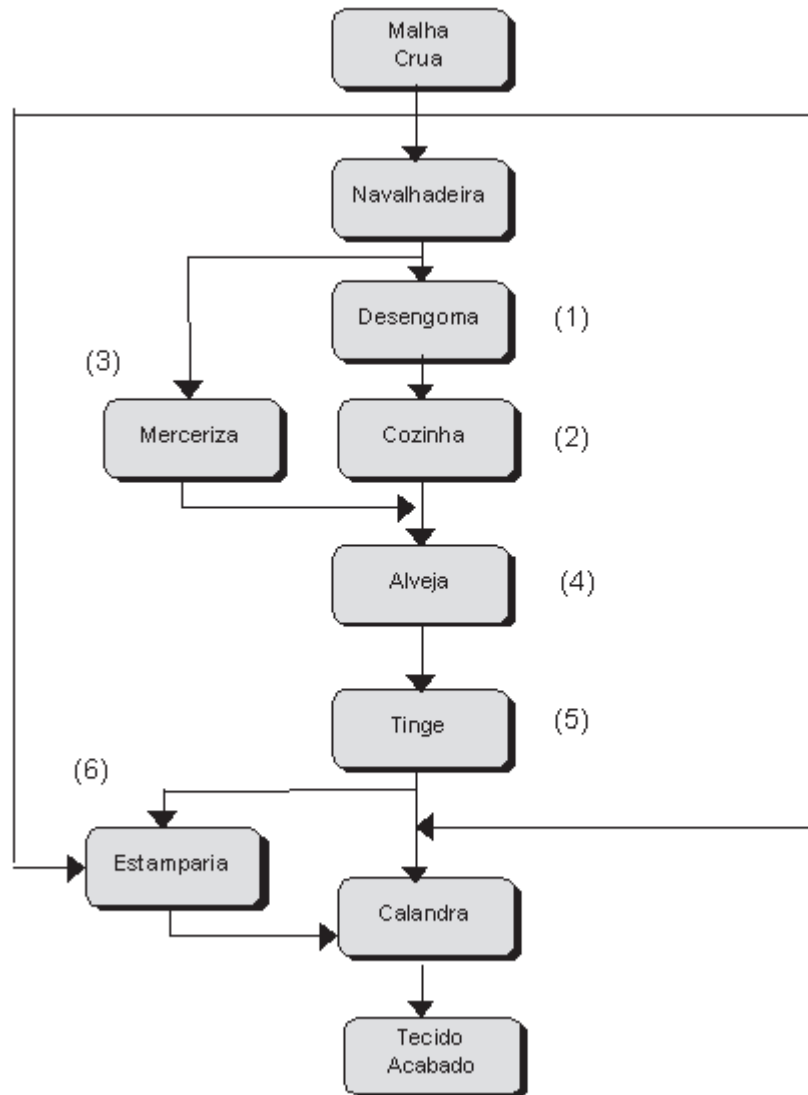 Malha
Crua
Navalhadeira
Desengoma
(1)
(3)
Merceriza
Cozinha
(2)
Alveja
(4)
Tinge
(5)
(6)
Estamparia
Calandra
Tecido
Acabado